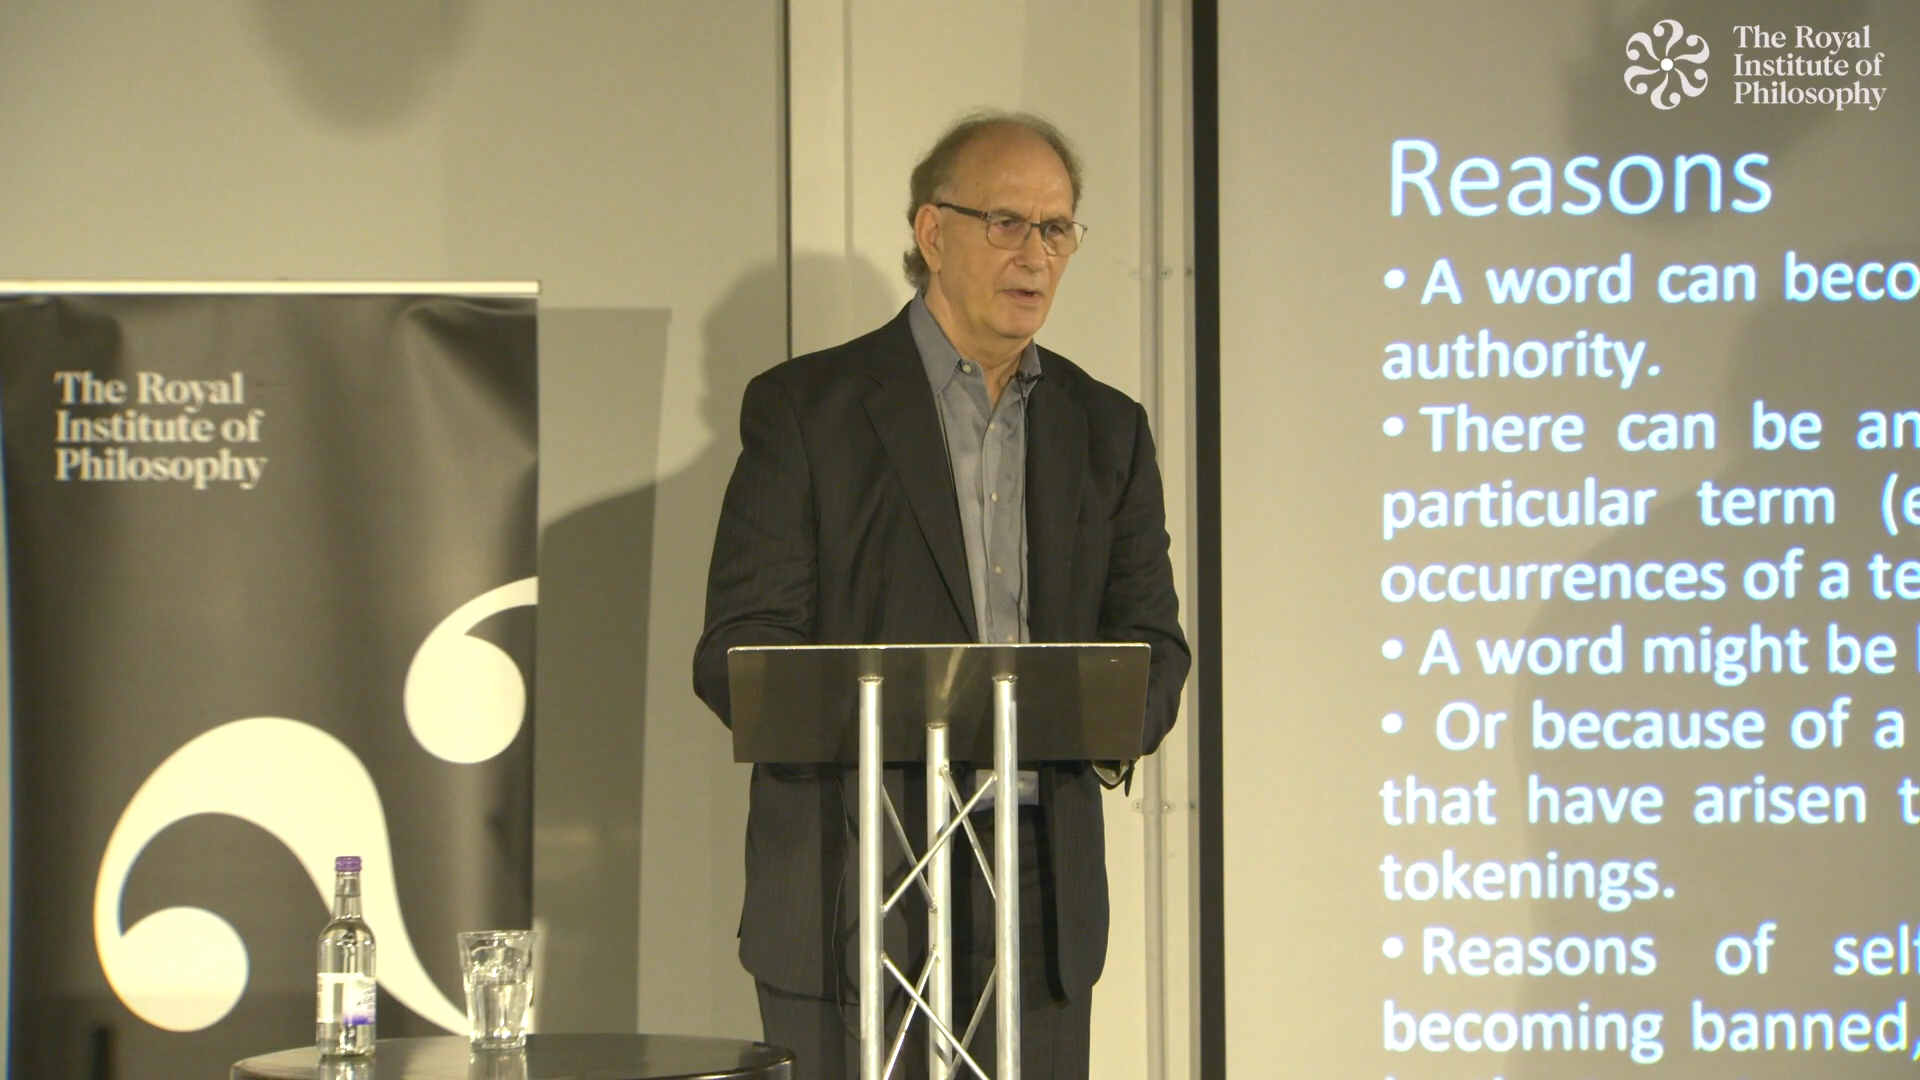 The Royal
Institute of
Philosophy
The Royal
Institute of
Philosophy
Reasons
• A word can beco
authority.
• There can be an
particular term (e
occurrences of a te
• A word might be
• Or because of a
that have arisen t
tokenings.
• Reasons of self
becoming banned,